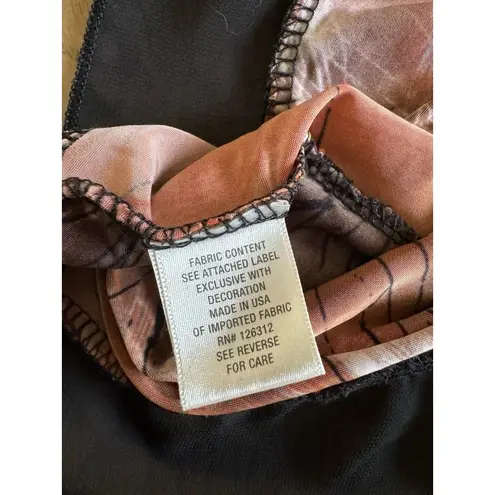 FABRIC CONTENT
SEE ATTACHED LABEL
EXCLUSIVE WITH
DECORATION
MADE IN USA
OF IMPORTED FABRIC
RN# 126312
SEE REVERSE
FOR CARE